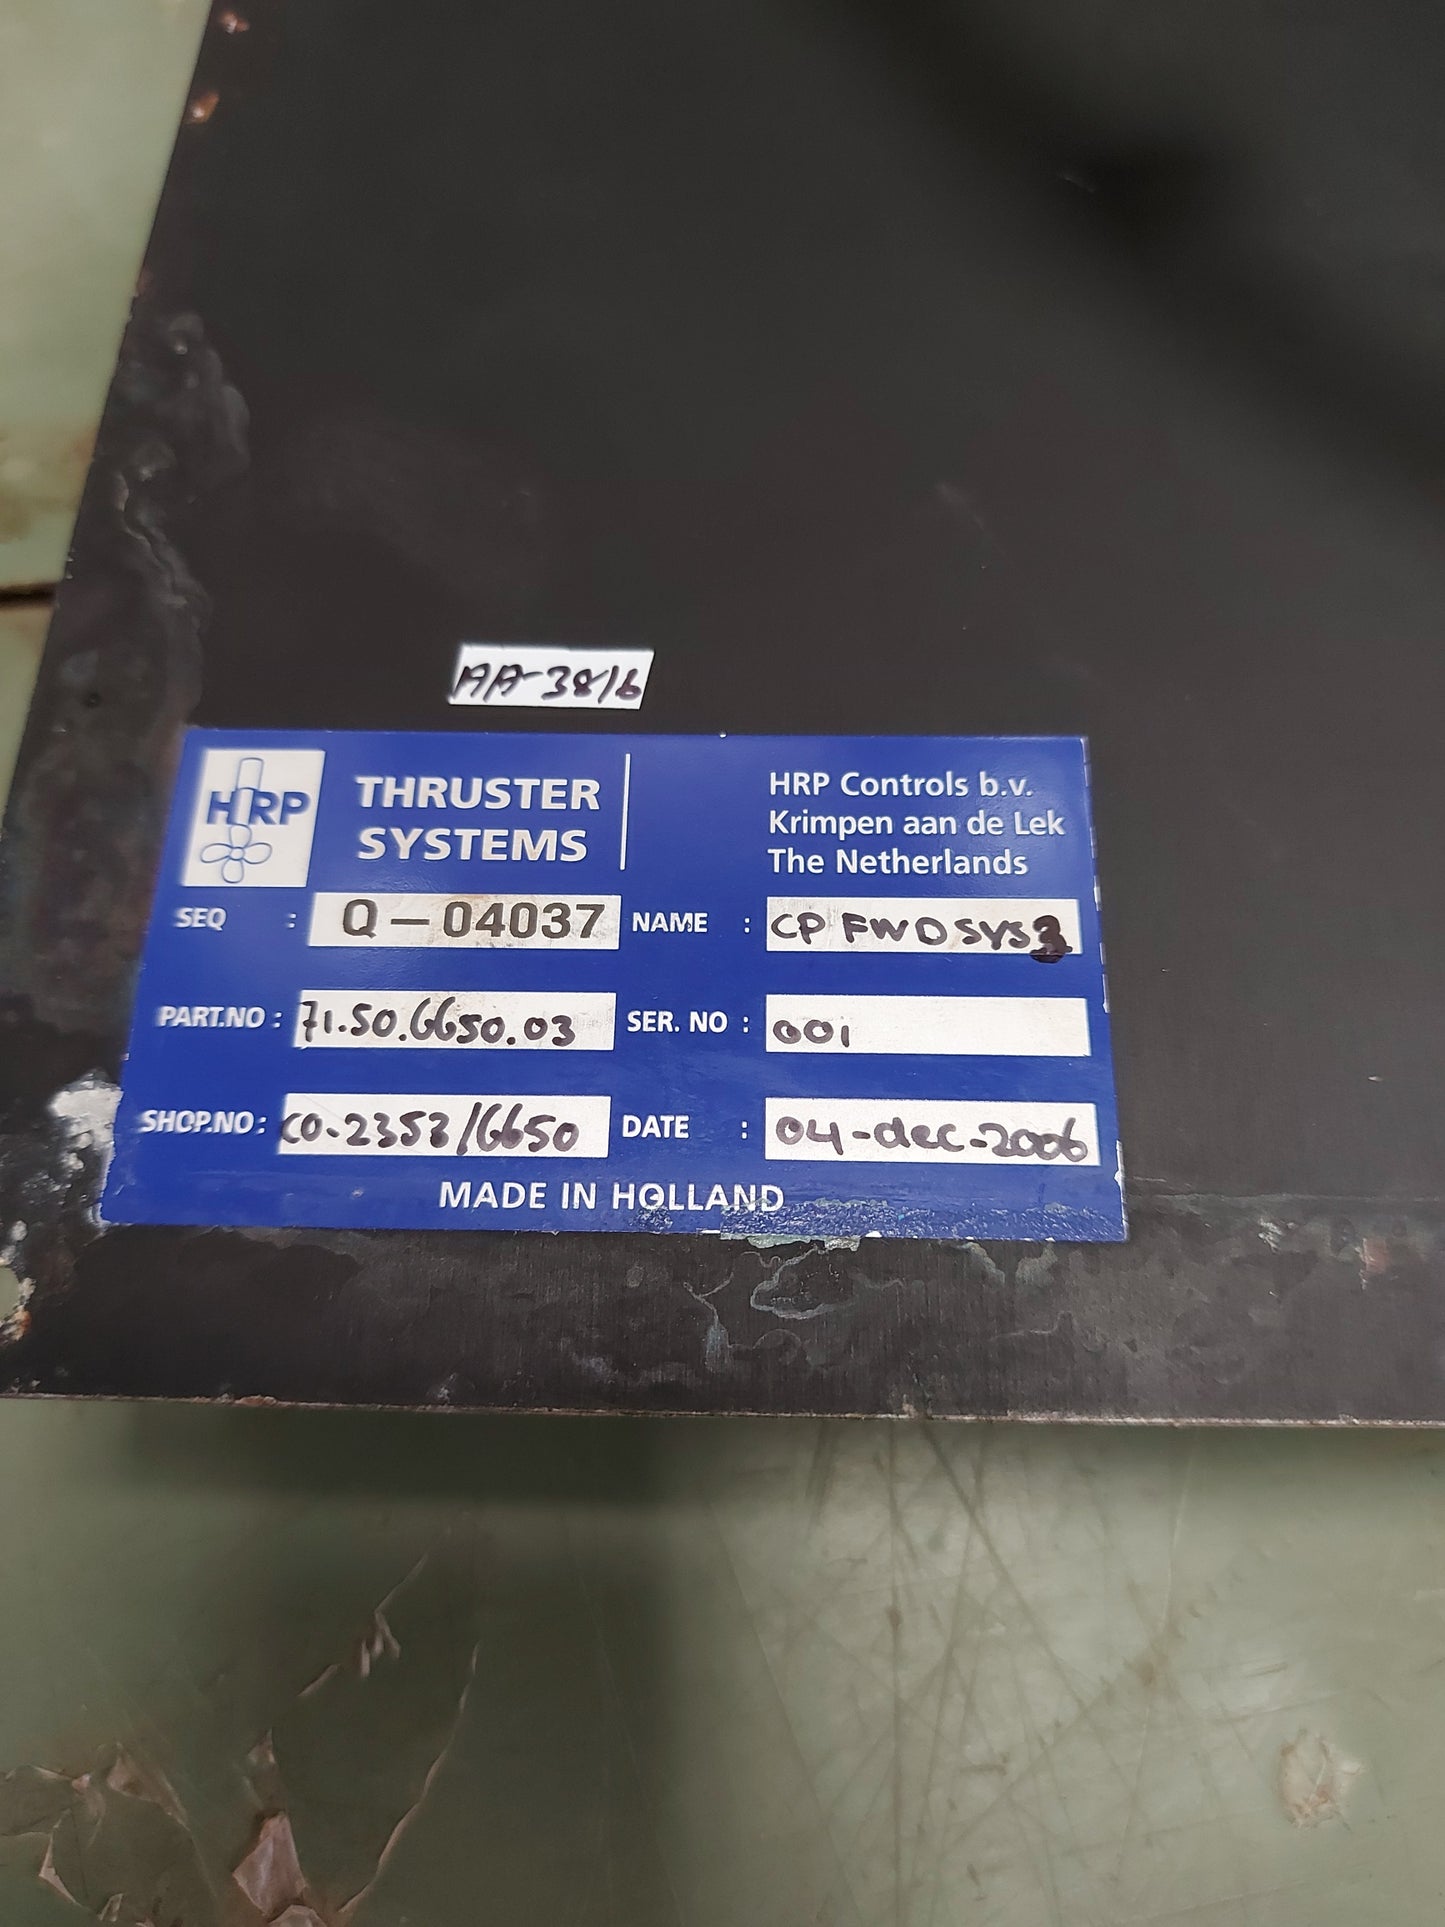 AA-3816
HRP
THRUSTER
SYSTEMS
HRP Controls b.v.
Krimpen aan de Lek
The Netherlands
SEQ : Q-04037 NAME : CP FWD SYS
PART.NO : 71.50.6650.03 SER. NO : 001
SHOP.NO : CO-2353/6650 DATE : 04-dec-2006
MADE IN HOLLAND